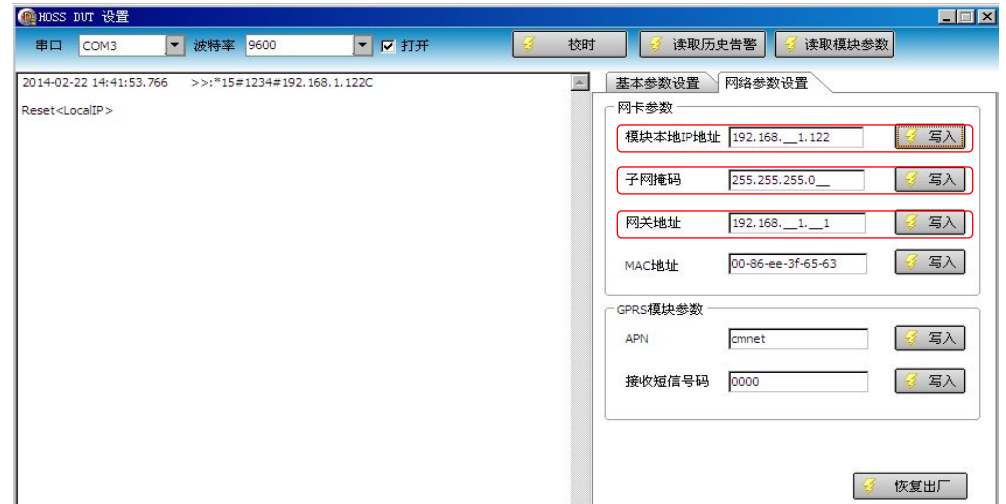 HOSS DUT 设置
串口 COM3 波特率 9600 打开 校时 读取历史告警 读取模块参数
2014-02-22 14:41:53.766 >>:*15#1234#192.168.1.122C
Reset<LocalIP>
基本参数设置 网络参数设置
网卡参数
模块本地IP地址 192.168.__1.122 写入
子网掩码 255.255.255.0__ 写入
网关地址 192.168.__1.__1 写入
MAC地址 00-86-ee-3f-65-63 写入
GPRS模块参数
APN cmnet 写入
接收短信号码 0000 写入
恢复出厂